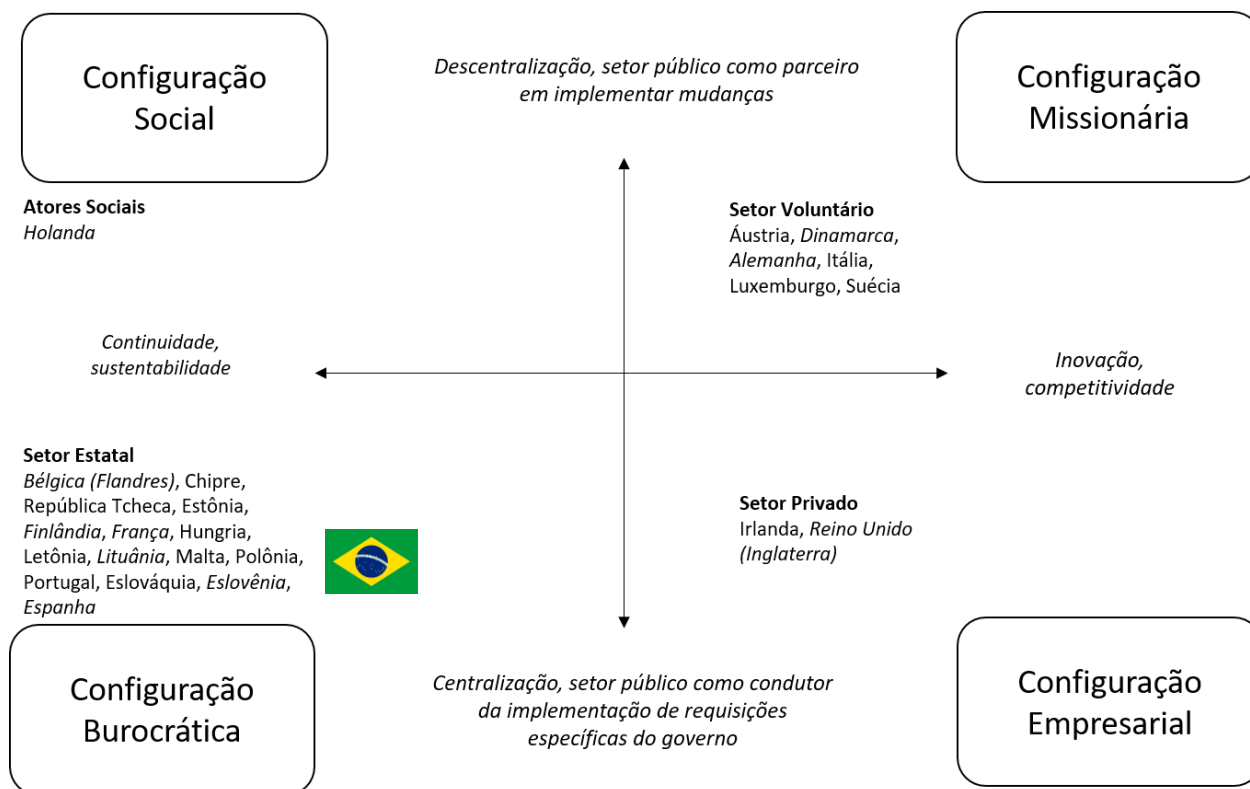 Configuração
Social
Descentralização, setor público como parceiro
em implementar mudanças
Configuração
Missionária
Atores Sociais
Holanda
Setor Voluntário
Áustria, Dinamarca,
Alemanha, Itália,
Luxemburgo, Suécia
Continuidade,
sustentabilidade
Inovação,
competitividade
Setor Estatal
Bélgica (Flandres), Chipre,
República Tcheca, Estônia,
Finlândia, França, Hungria,
Letônia, Lituânia, Malta, Polônia,
Portugal, Eslováquia, Eslovênia,
Espanha
Setor Privado
Irlanda, Reino Unido
(Inglaterra)
Configuração
Burocrática
Centralização, setor público como condutor
da implementação de requisições
específicas do governo
Configuração
Empresarial